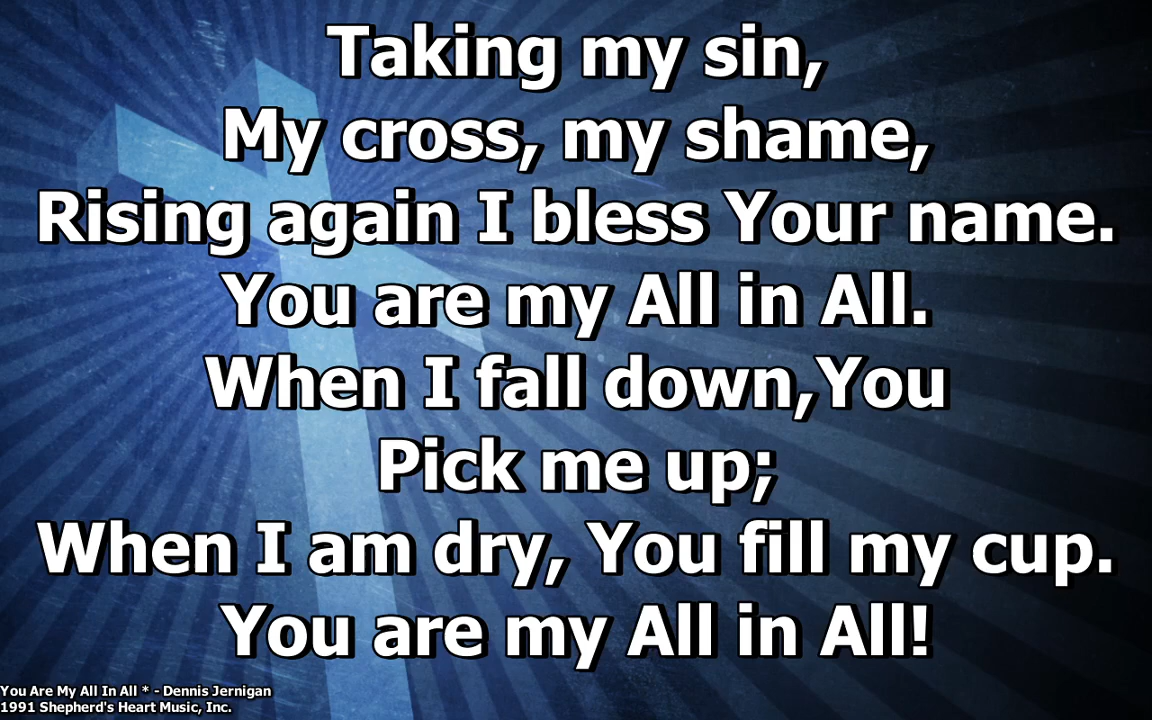 Taking my sin,
My cross, my shame,
Rising again I bless Your name.
You are my All in All.
When I fall down,You
Pick me up;
When I am dry, You fill my cup.
You are my All in All!
You Are My All In All * - Dennis Jernigan
1991 Shepherd's Heart Music, Inc.